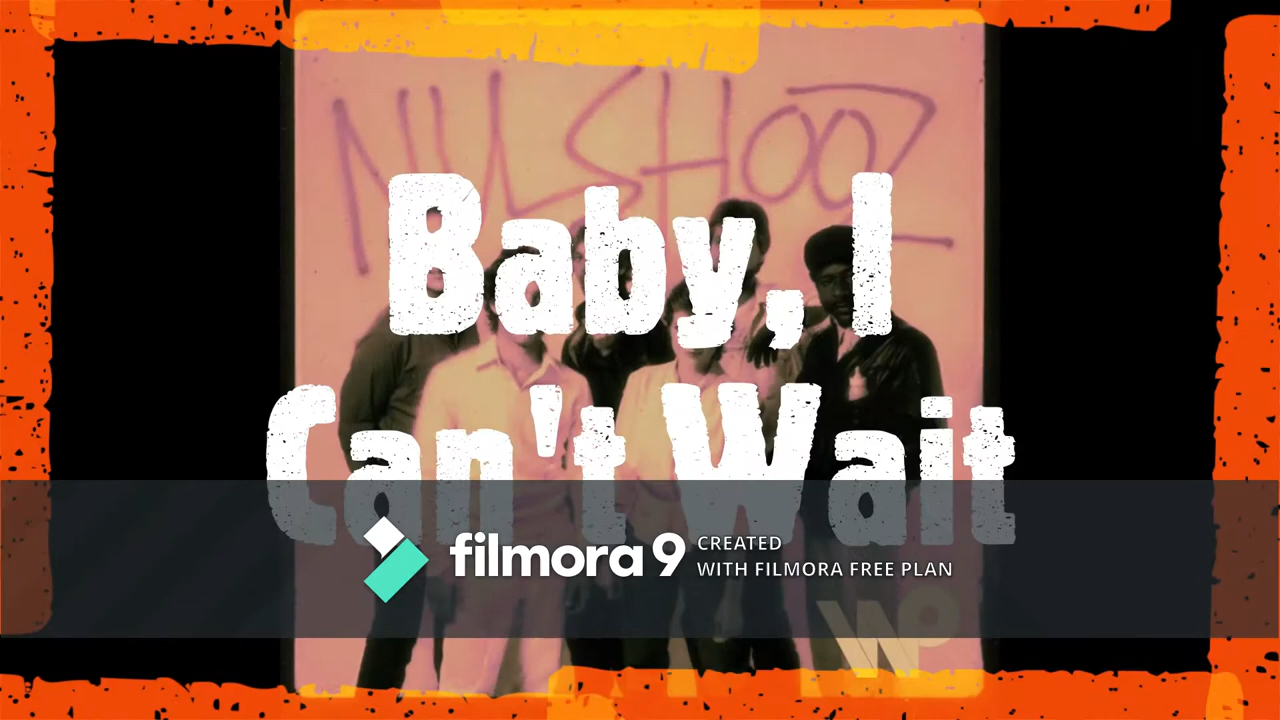 NU SHOOZ
Baby, I
Can't Wait
filmora 9 CREATED
WITH FILMORA FREE PLAN